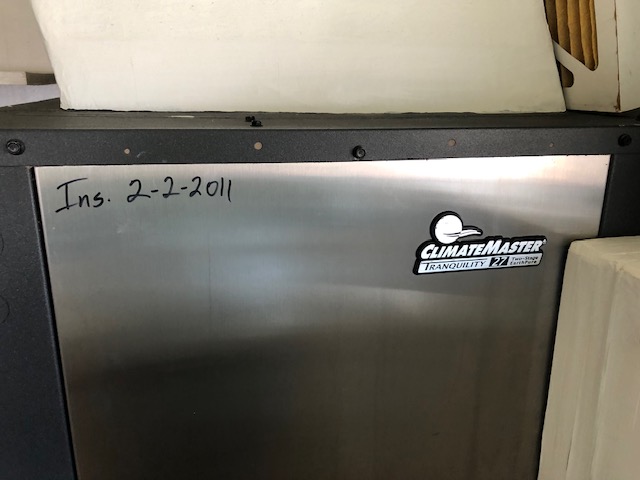 Ins. 2-2-2011
CLIMATEMASTER
TRANQUILITY 27 Two-Stage
EarthPure